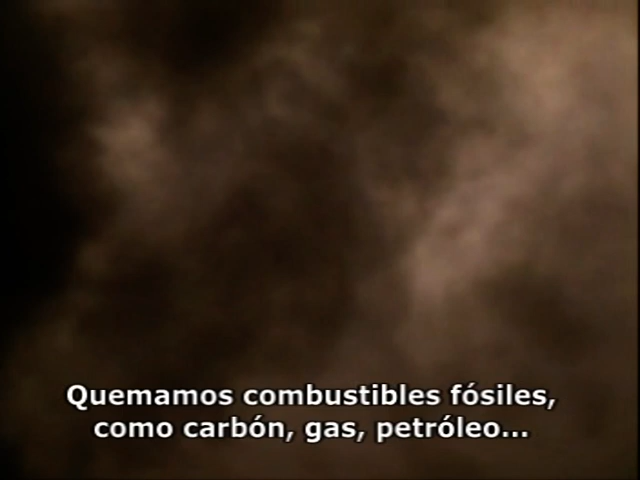 Quemamos combustibles fósiles,
como carbón, gas, petróleo...